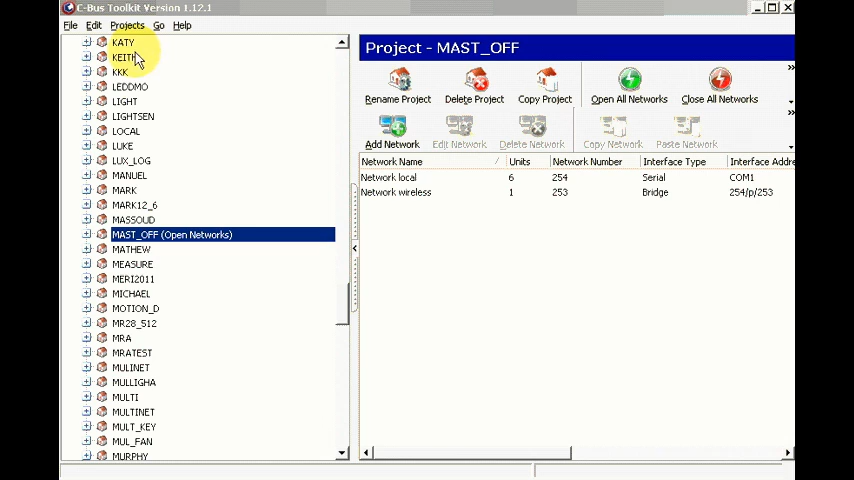 C-Bus Toolkit Version 1.12.1
File Edit Projects Go Help
KATY
KEITH
KKK
LEDDMO
LIGHT
LIGHTSEN
LOCAL
LUKE
LUX_LOG
MANUEL
MARK
MARK12_6
MASSOUD
MAST_OFF (Open Networks)
MATHEW
MEASURE
MERI2011
MICHAEL
MOTION_D
MR28_512
MRA
MRATEST
MULINET
MULLIGHA
MULTI
MULTINET
MULT_KEY
MUL_FAN
MURPHY
Project - MAST_OFF
Rename Project Delete Project Copy Project Open All Networks Close All Networks
Add Network Edit Network Delete Network Copy Network Paste Network
Network Name / Units Network Number Interface Type Interface Addre
Network local 6 254 Serial COM1
Network wireless 1 253 Bridge 254/p/253